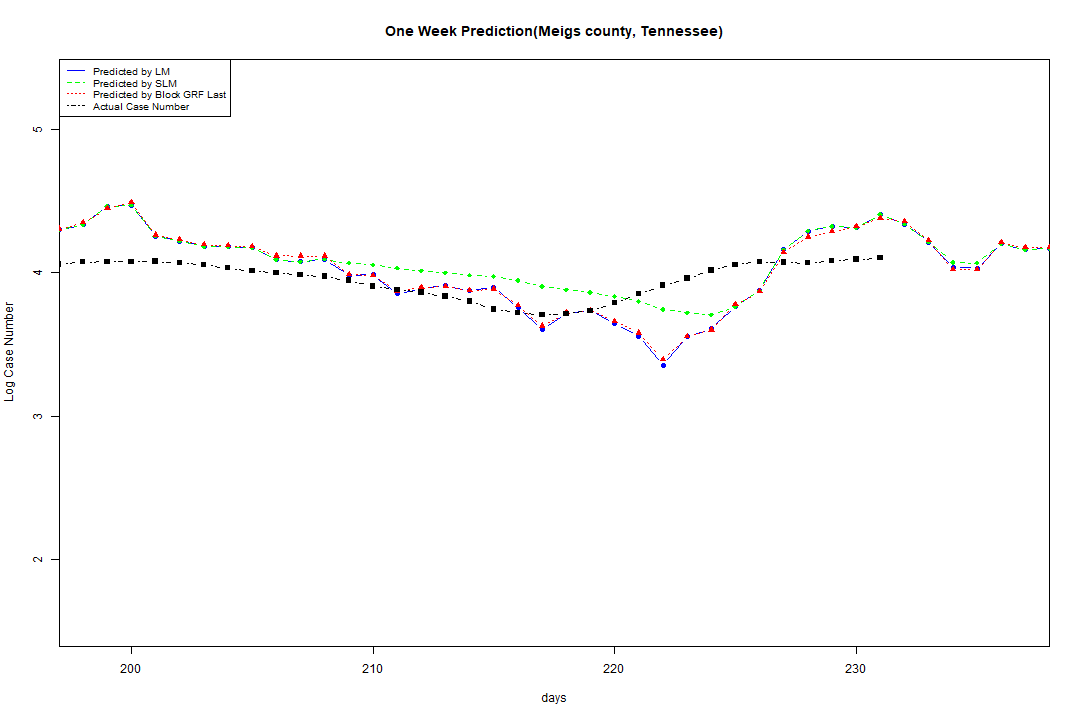 One Week Prediction(Meigs county, Tennessee)
Predicted by LM
Predicted by SLM
Predicted by Block GRF Last
Actual Case Number
5
4
3
2
Log Case Number
200 210 220 230
days